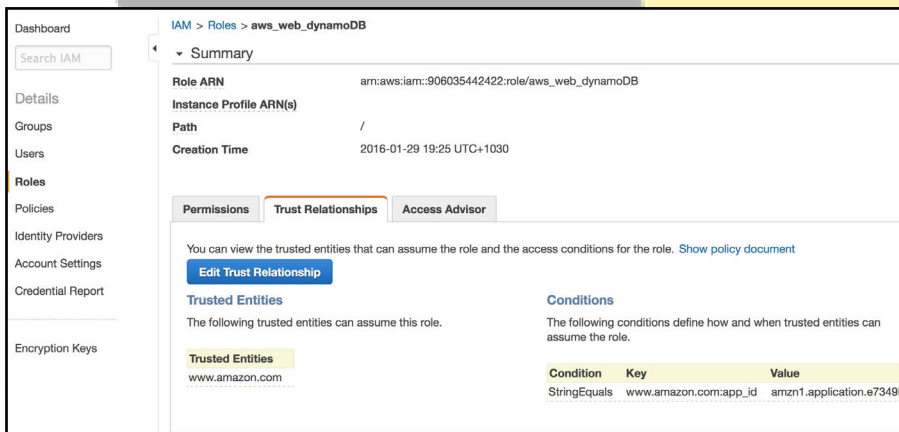 Dashboard
Search IAM
Details
Groups
Users
Roles
Policies
Identity Providers
Account Settings
Credential Report
Encryption Keys
IAM > Roles > aws_web_dynamoDB
Summary
Role ARN arn:aws:iam::906035442422:role/aws_web_dynamoDB
Instance Profile ARN(s)
Path /
Creation Time 2016-01-29 19:25 UTC+1030
Permissions Trust Relationships Access Advisor
You can view the trusted entities that can assume the role and the access conditions for the role. Show policy document
Edit Trust Relationship
Trusted Entities
The following trusted entities can assume this role.
Trusted Entities
www.amazon.com
Conditions
The following conditions define how and when trusted entities can
assume the role.
Condition Key Value
StringEquals www.amazon.com:app_id amzn1.application.e7349